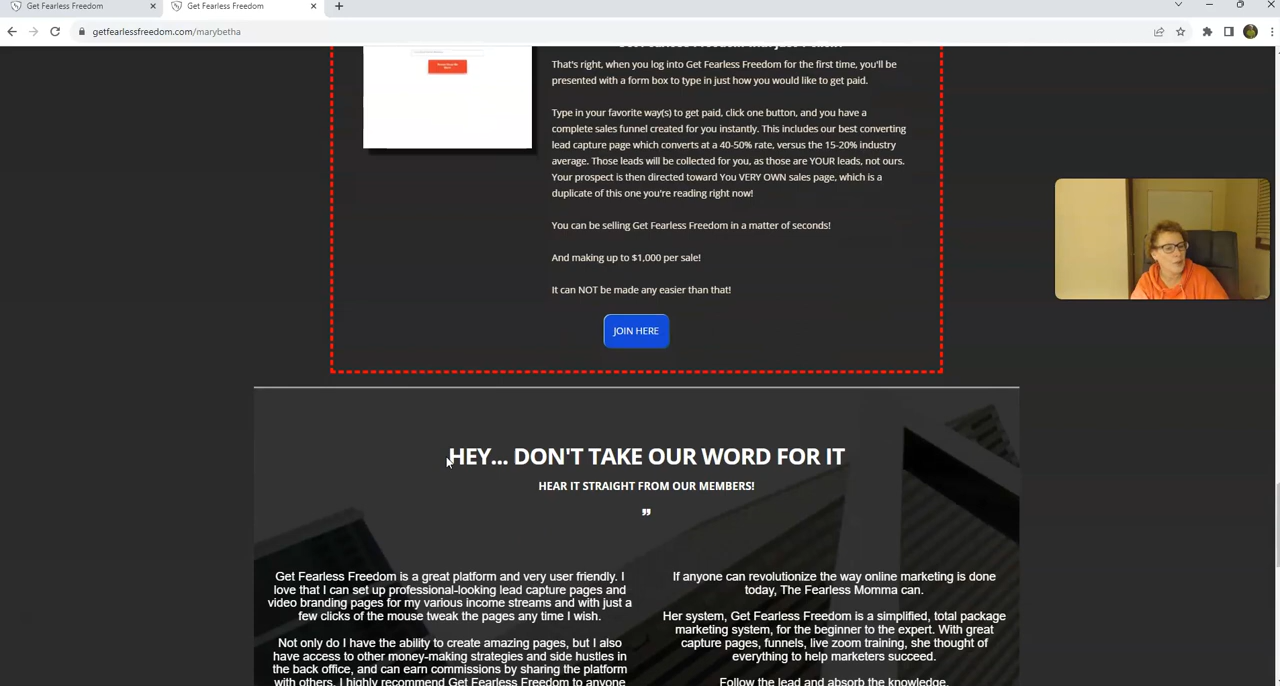 Get Fearless Freedom
Get Fearless Freedom
getfearlessfreedom.com/marybetha
That's right, when you log into Get Fearless Freedom for the first time, you'll be
presented with a form box to type in just how you would like to get paid.
Type in your favorite way(s) to get paid, click one button, and you have a
complete sales funnel created for you instantly. This includes our best converting
lead capture page which converts at a 40-50% rate, versus the 15-20% industry
average. Those leads will be collected for you, as those are YOUR leads, not ours.
Your prospect is then directed toward You VERY OWN sales page, which is a
duplicate of this one you're reading right now!
You can be selling Get Fearless Freedom in a matter of seconds!
And making up to $1,000 per sale!
It can NOT be made any easier than that!
JOIN HERE
HEY... DON'T TAKE OUR WORD FOR IT
HEAR IT STRAIGHT FROM OUR MEMBERS!
Get Fearless Freedom is a great platform and very user friendly. I
love that I can set up professional-looking lead capture pages and
video branding pages for my various income streams and with just a
few clicks of the mouse tweak the pages any time I wish.
Not only do I have the ability to create amazing pages, but I also
have access to other money-making strategies and side hustles in
the back office, and can earn commissions by sharing the platform
with others. I highly recommend Get Fearless Freedom to anyone
If anyone can revolutionize the way online marketing is done
today, The Fearless Momma can.
Her system, Get Fearless Freedom is a simplified, total package
marketing system, for the beginner to the expert. With great
capture pages, funnels, live zoom training, she thought of
everything to help marketers succeed.
Follow the lead and absorb the knowledge.